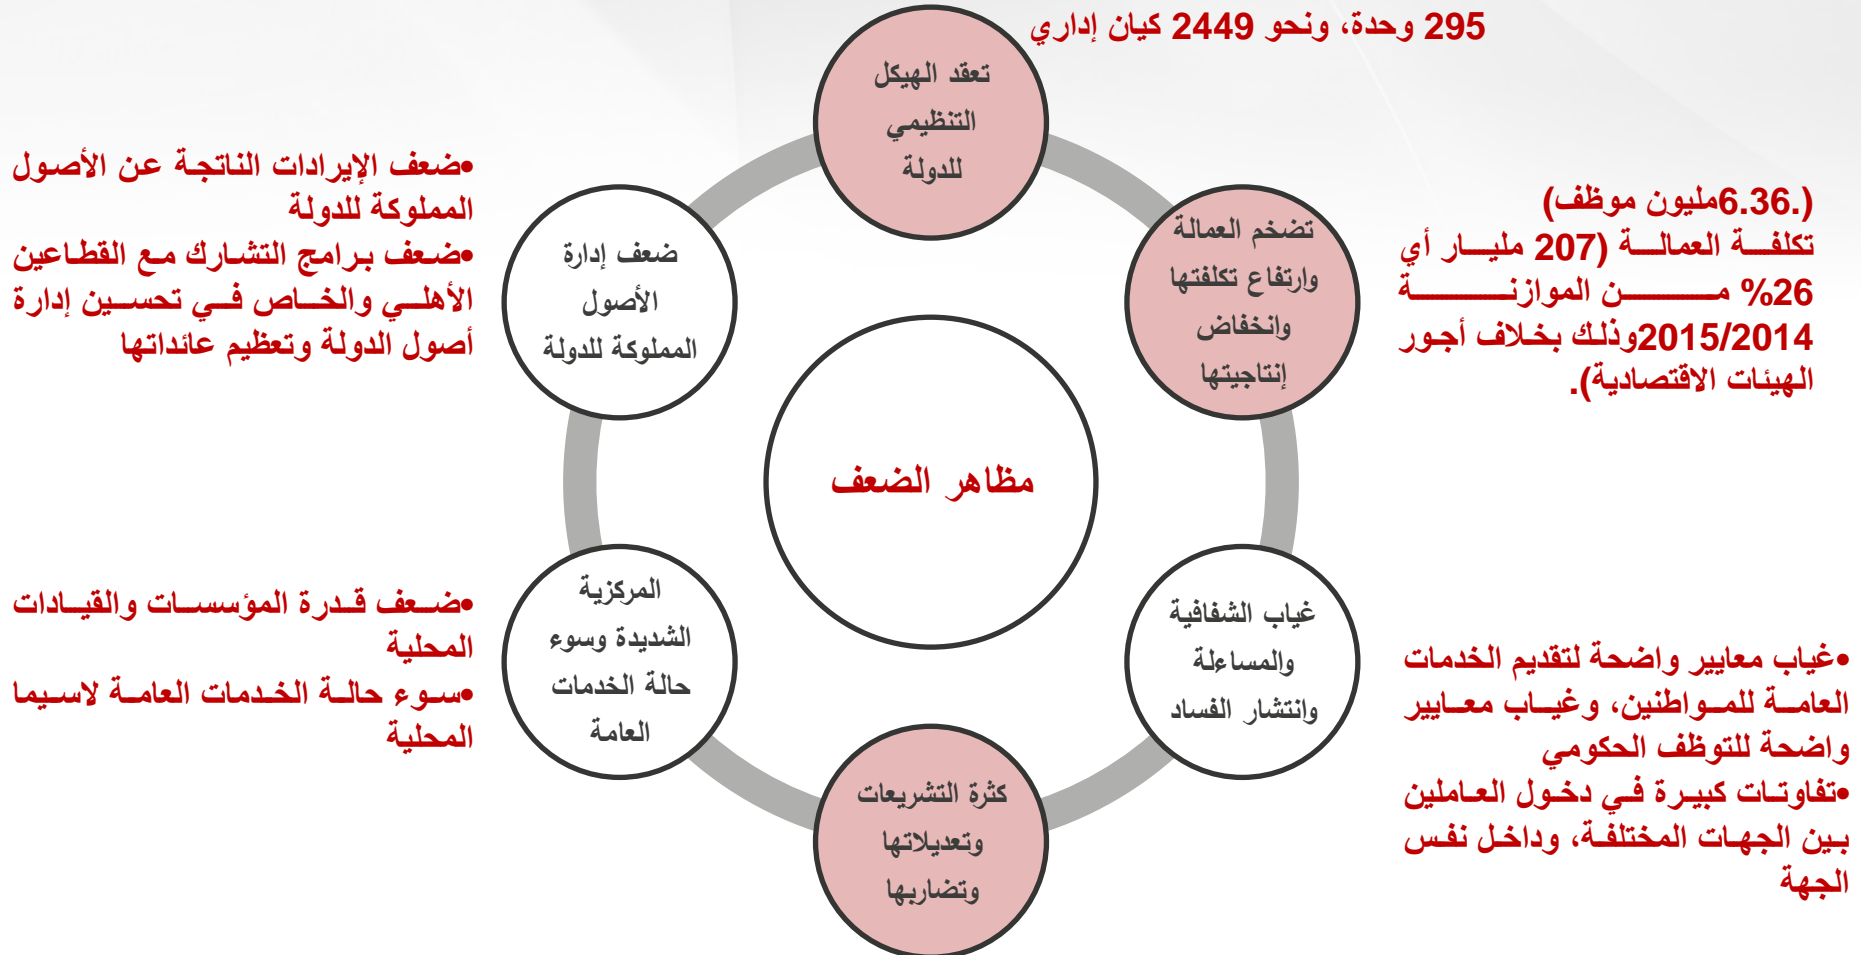 295 وحدة، ونحو 2449 كيان إداري
تعقد الهيكل
التنظيمي
للدولة
(.6.36مليون موظف)
تكلفة العمالة (207 مليار أي
26% من الموازنة
2015/2014وذلك بخلاف أجور
الهيئات الاقتصادية).
تضخم العمالة
وارتفاع تكلفتها
وانخفاض
إنتاجيتها
•ضعف الإيرادات الناتجة عن الأصول
المملوكة للدولة
•ضعف برامج التشارك مع القطاعين
الأهلي والخاص في تحسين إدارة
أصول الدولة وتعظيم عائداتها
ضعف إدارة
الأصول
المملوكة للدولة
مظاهر الضعف
غياب الشفافية
والمساءلة
وانتشار الفساد
•غياب معايير واضحة لتقديم الخدمات
العامة للمواطنين، وغياب معايير
واضحة للتوظف الحكومي
•تفاوتات كبيرة في دخول العاملين
بين الجهات المختلفة، وداخل نفس
الجهة
المركزية
الشديدة وسوء
حالة الخدمات
العامة
•ضعف قدرة المؤسسات والقيادات
المحلية
•سوء حالة الخدمات العامة لاسيما
المحلية
كثرة التشريعات
وتعديلاتها
وتضاربها